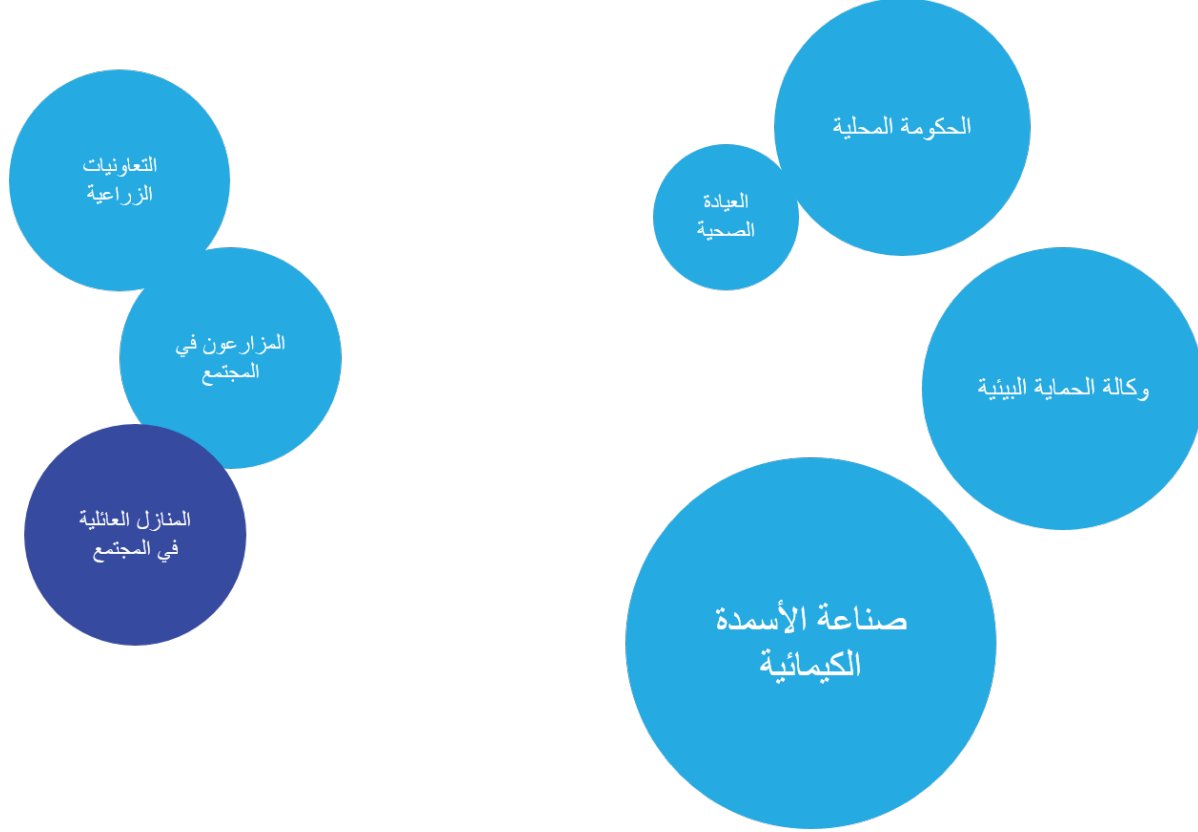 الحكومة المحلية
العيادة
الصحية
وكالة الحماية البيئية
صناعة الأسمدة
الكيمائية
التعاونيات
الزراعية
المزارعون في
المجتمع
المنازل العائلية
في المجتمع